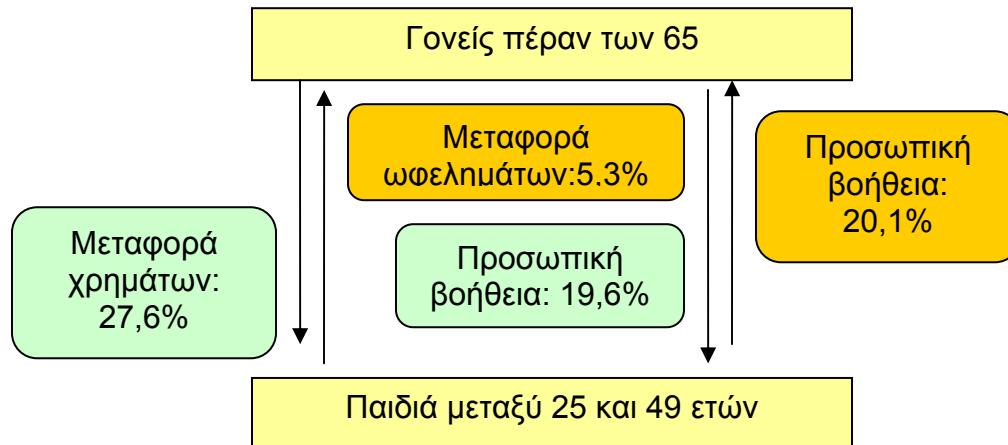 Γονείς πέραν των 65
Μεταφορά
ωφελημάτων:5.3%
Προσωπική
βοήθεια:
20,1%
Μεταφορά
χρημάτων:
27,6%
Προσωπική
βοήθεια: 19,6%
Παιδιά μεταξύ 25 και 49 ετών